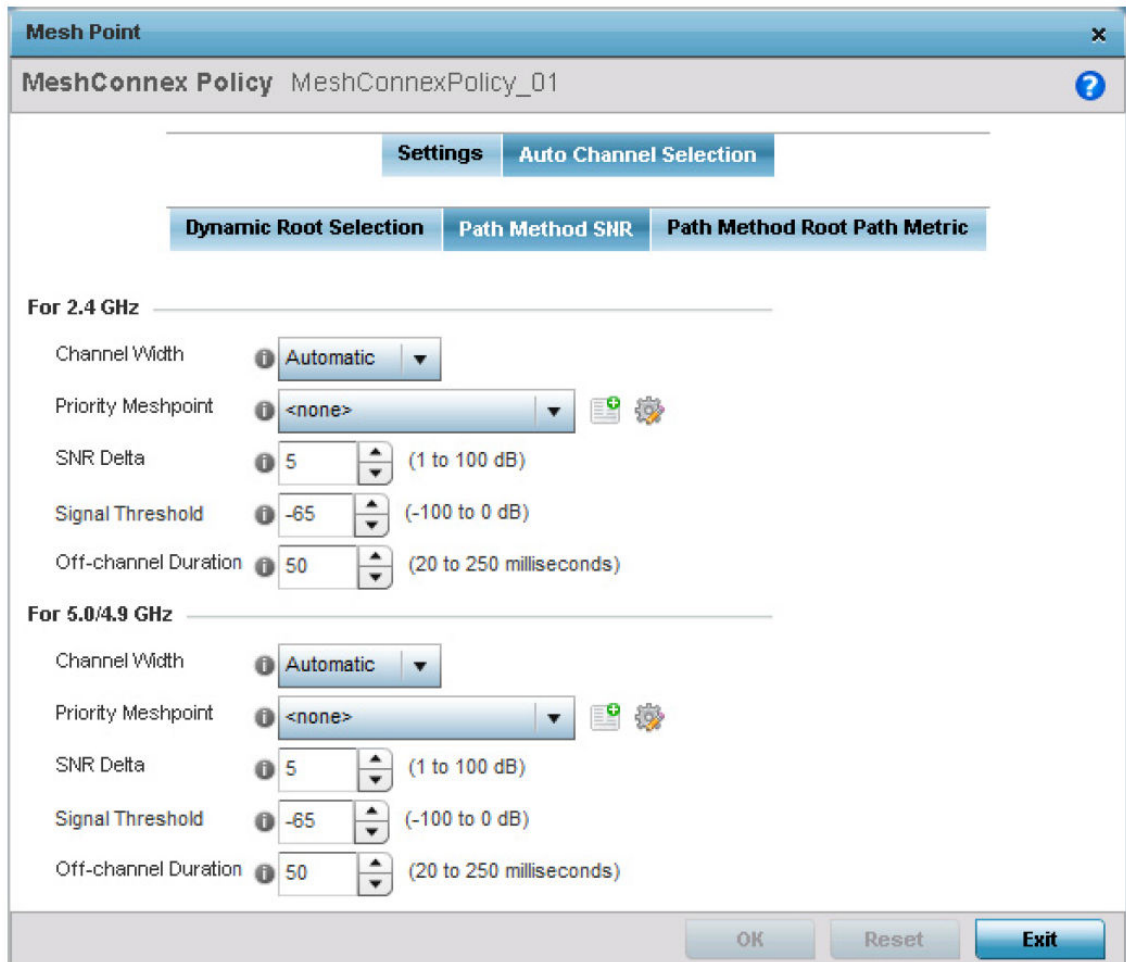 Mesh Point
MeshConnex Policy MeshConnexPolicy_01
Settings Auto Channel Selection
Dynamic Root Selection Path Method SNR Path Method Root Path Metric
For 2.4 GHz
Channel Width Automatic
Priority Meshpoint <none>
SNR Delta 5 (1 to 100 dB)
Signal Threshold -65 (-100 to 0 dB)
Off-channel Duration 50 (20 to 250 milliseconds)
For 5.0/4.9 GHz
Channel Width Automatic
Priority Meshpoint <none>
SNR Delta 5 (1 to 100 dB)
Signal Threshold -65 (-100 to 0 dB)
Off-channel Duration 50 (20 to 250 milliseconds)
OK Reset Exit